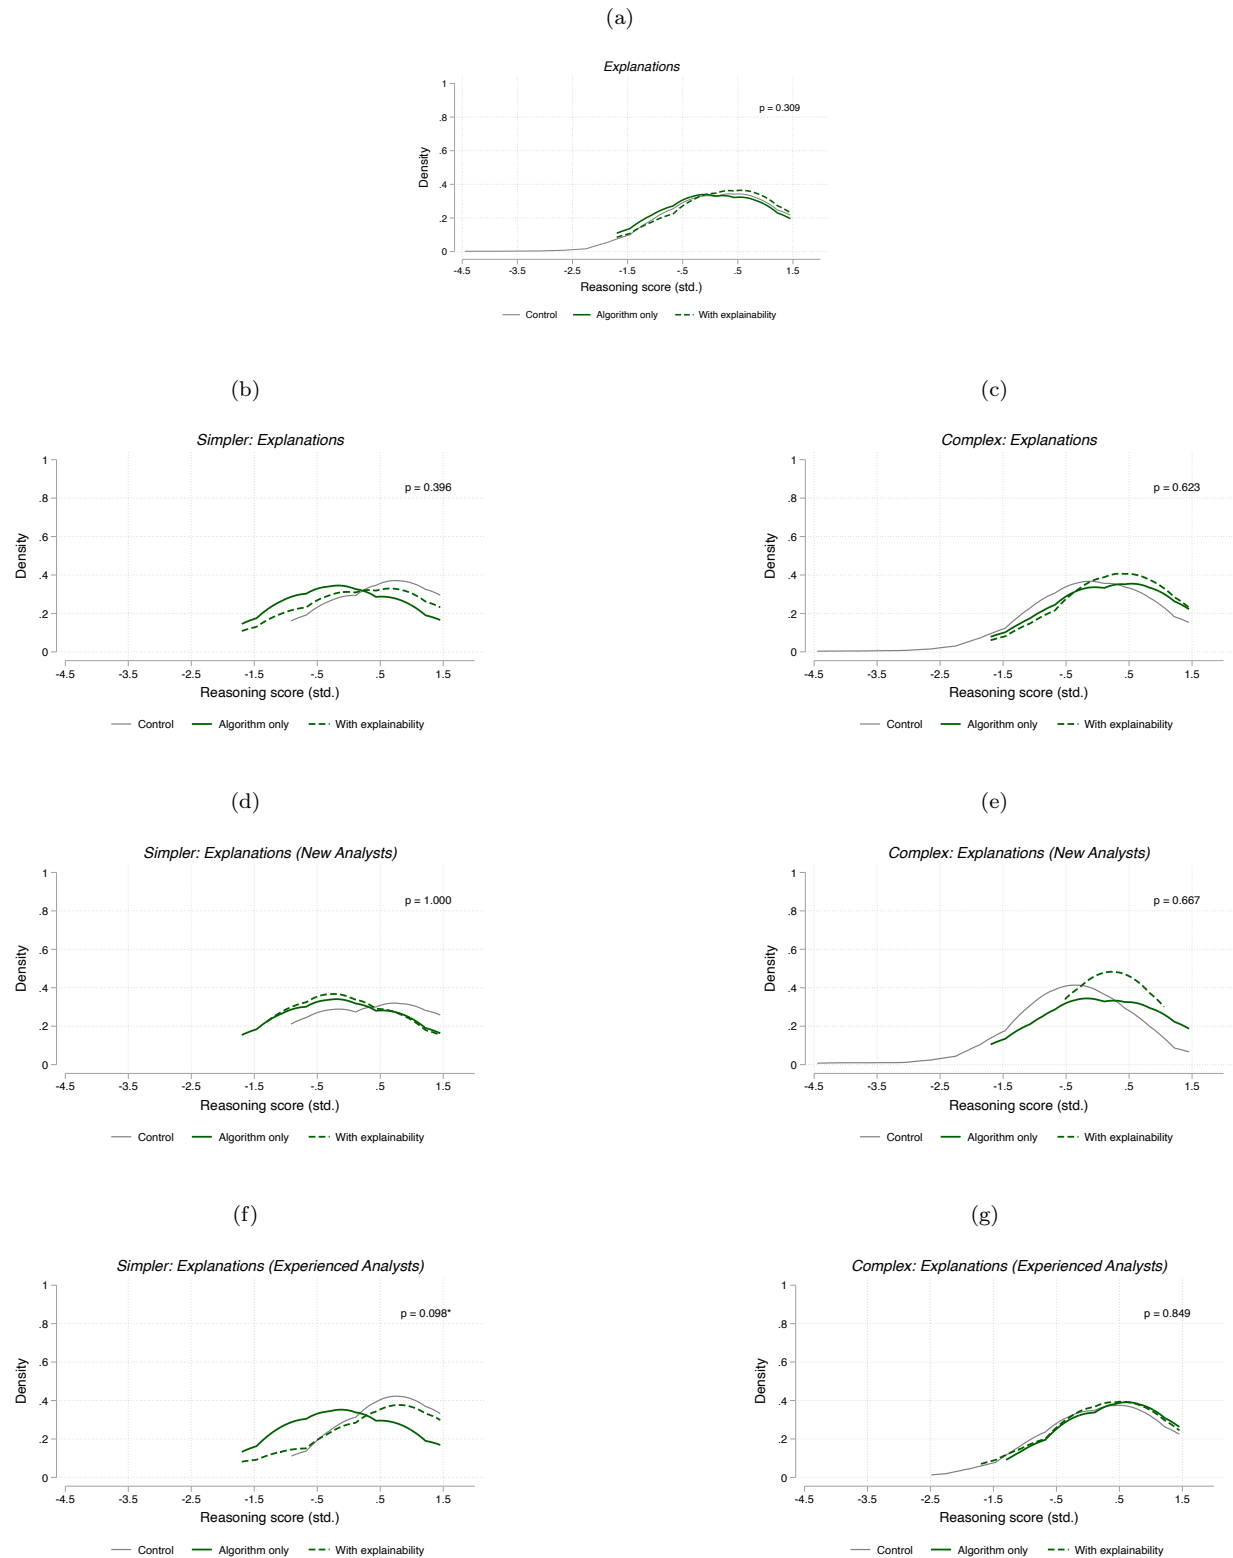 (a)
Explanations
p = 0.309
Density
1
.8
.6
.4
.2
0
-4.5 -3.5 -2.5 -1.5 -.5 .5 1.5
Reasoning score (std.)
Control Algorithm only With explainability
(b)
Simpler: Explanations
p = 0.396
Density
1
.8
.6
.4
.2
0
-4.5 -3.5 -2.5 -1.5 -.5 .5 1.5
Reasoning score (std.)
Control Algorithm only With explainability
(c)
Complex: Explanations
p = 0.623
Density
1
.8
.6
.4
.2
0
-4.5 -3.5 -2.5 -1.5 -.5 .5 1.5
Reasoning score (std.)
Control Algorithm only With explainability
(d)
Simpler: Explanations (New Analysts)
p = 1.000
Density
1
.8
.6
.4
.2
0
-4.5 -3.5 -2.5 -1.5 -.5 .5 1.5
Reasoning score (std.)
Control Algorithm only With explainability
(e)
Complex: Explanations (New Analysts)
p = 0.667
Density
1
.8
.6
.4
.2
0
-4.5 -3.5 -2.5 -1.5 -.5 .5 1.5
Reasoning score (std.)
Control Algorithm only With explainability
(f)
Simpler: Explanations (Experienced Analysts)
p = 0.098*
Density
1
.8
.6
.4
.2
0
-4.5 -3.5 -2.5 -1.5 -.5 .5 1.5
Reasoning score (std.)
Control Algorithm only With explainability
(g)
Complex: Explanations (Experienced Analysts)
p = 0.849
Density
1
.8
.6
.4
.2
0
-4.5 -3.5 -2.5 -1.5 -.5 .5 1.5
Reasoning score (std.)
Control Algorithm only With explainability